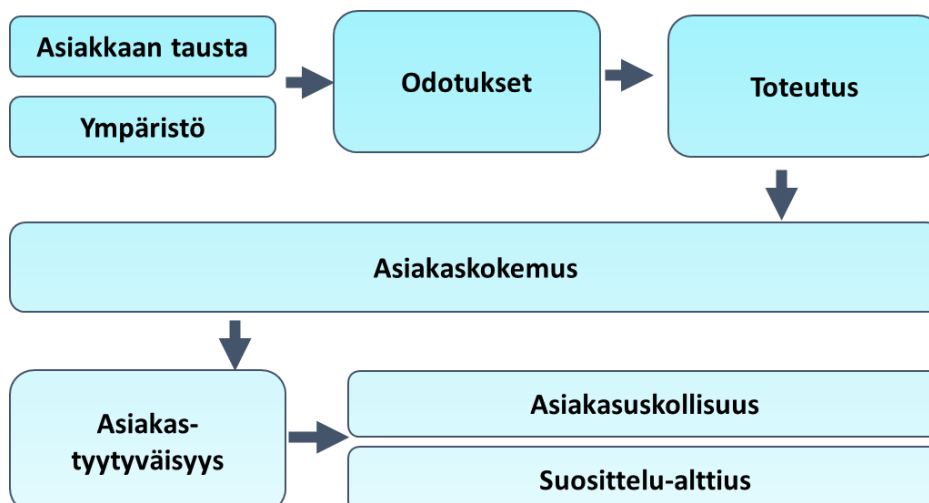 Asiakkaan tausta
Ympäristö
Odotukset
Toteutus
Asiakaskokemus
Asiakas-
tyytyväisyys
Asiakasuskollisuus
Suosittelu-alttius